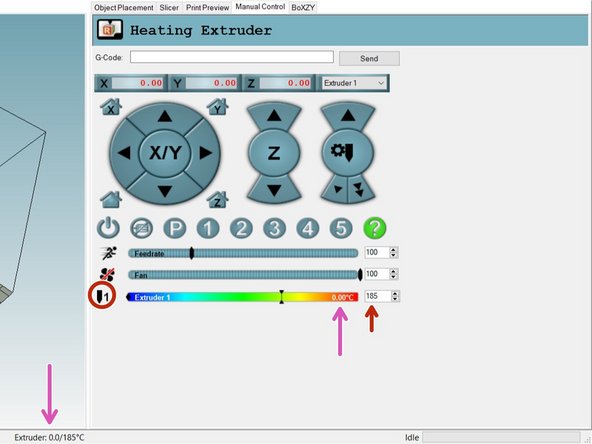 Object Placement Slicer Print Preview Manual Control BoXZY
Heating Extruder
G-Code: Send
X 0.00 Y 0.00 Z 0.00 Extruder 1
X Y
X/Y Z
Z
P 1 2 3 4 5 ?
Feedrate 100
Fan 100
1 Extruder 1 0.00°C 185
Extruder: 0.0/185°C Idle